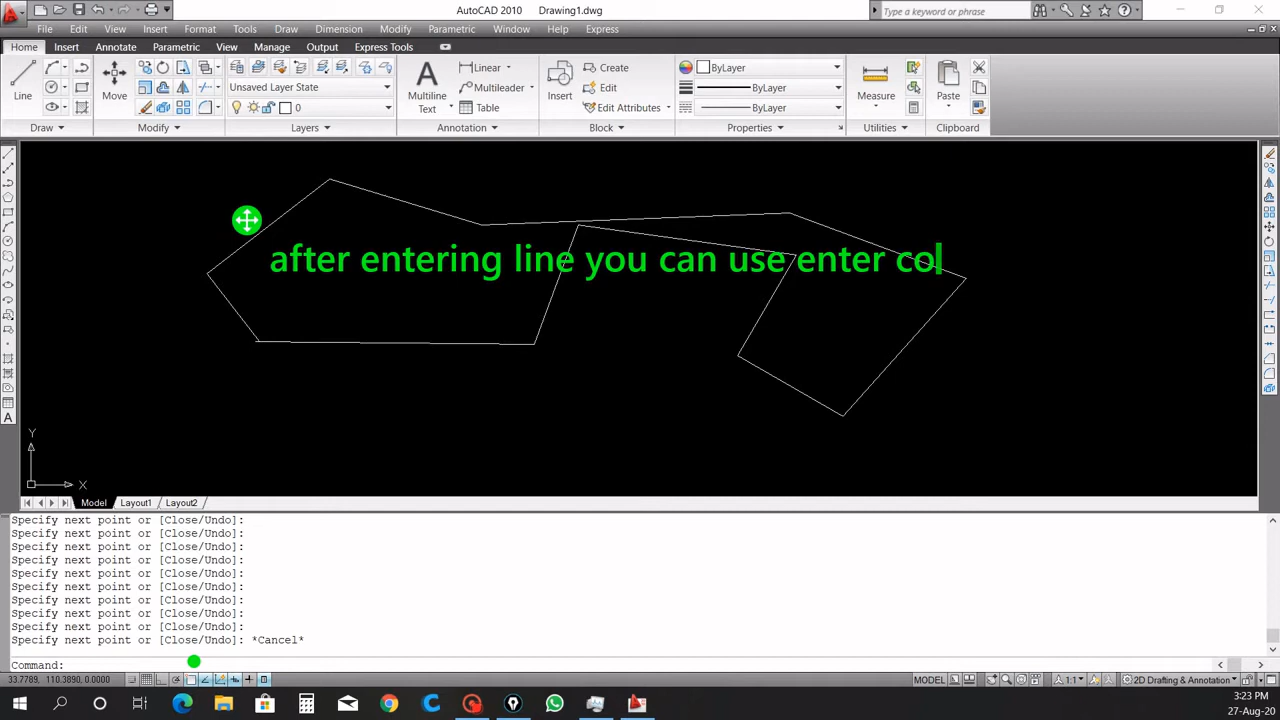 AutoCAD 2010 Drawing1.dwg
Type a keyword or phrase
File Edit View Insert Format Tools Draw Dimension Modify Parametric Window Help Express
Home Insert Annotate Parametric View Manage Output Express Tools
Linear Create ByLayer
Unsaved Layer State Multileader Edit ByLayer
Line Move Multiline Text Insert Measure Paste
0 Table Edit Attributes ByLayer
Draw Modify Layers Annotation Block Properties Utilities Clipboard
after entering line you can use enter col
Y
X
Model Layout1 Layout2
Specify next point or [Close/Undo]:
Specify next point or [Close/Undo]:
Specify next point or [Close/Undo]:
Specify next point or [Close/Undo]:
Specify next point or [Close/Undo]:
Specify next point or [Close/Undo]:
Specify next point or [Close/Undo]:
Specify next point or [Close/Undo]:
Specify next point or [Close/Undo]:
Specify next point or [Close/Undo]: *Cancel*
Command:
33.7789, 110.3890, 0.0000 MODEL 1:1 2D Drafting & Annotation
3:23 PM
27-Aug-20